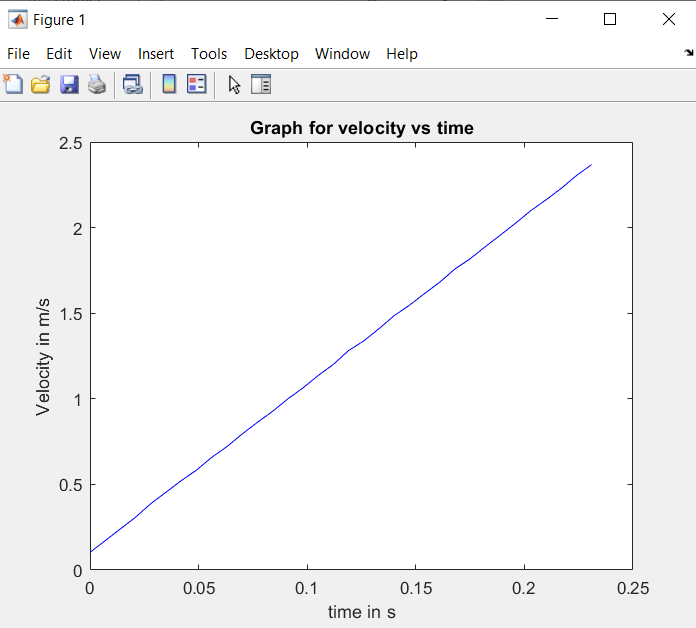 Figure 1
File Edit View Insert Tools Desktop Window Help
Graph for velocity vs time
2.5
2
1.5
1
0.5
0
Velocity in m/s
0 0.05 0.1 0.15 0.2 0.25
time in s